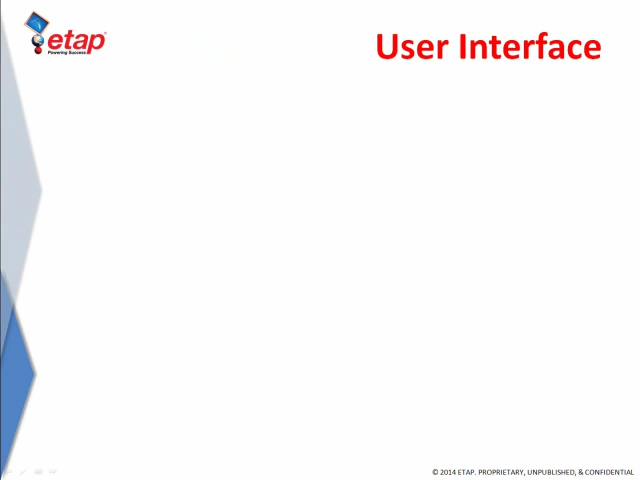 etap
Powering Success
User Interface
© 2014 ETAP. PROPRIETARY, UNPUBLISHED, & CONFIDENTIAL